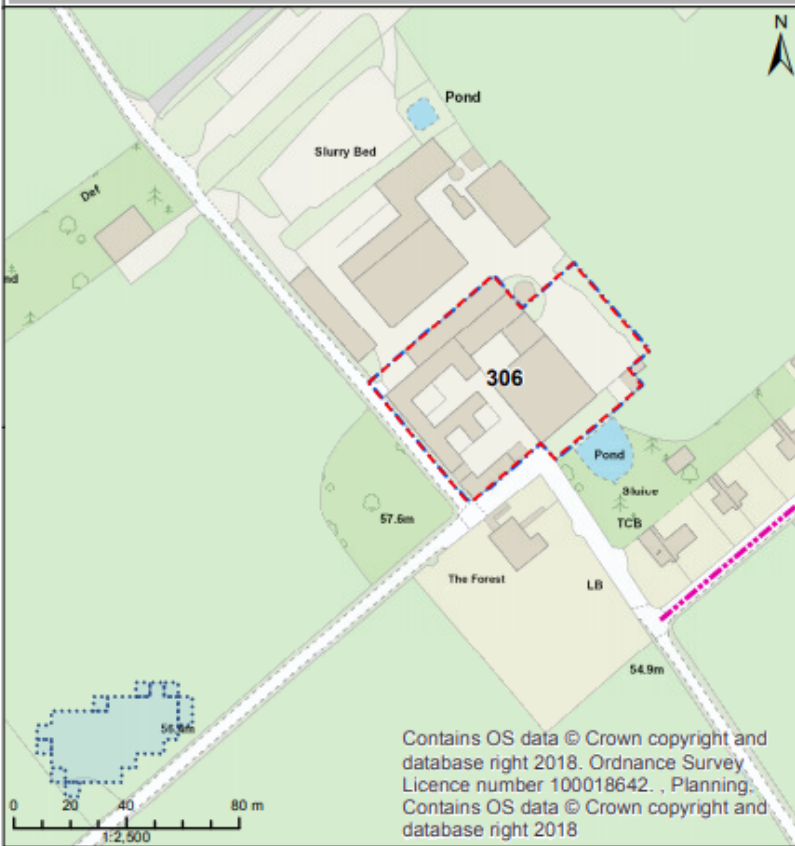 N
Pond
Slurry Bed
Def
nd
306
Pond
Sluice
57.6m
TCB
The Forest
LB
54.9m
0 20 40 80 m
1:2,500
Contains OS data © Crown copyright and
database right 2018. Ordnance Survey
Licence number 100018642. , Planning.
Contains OS data © Crown copyright and
database right 2018